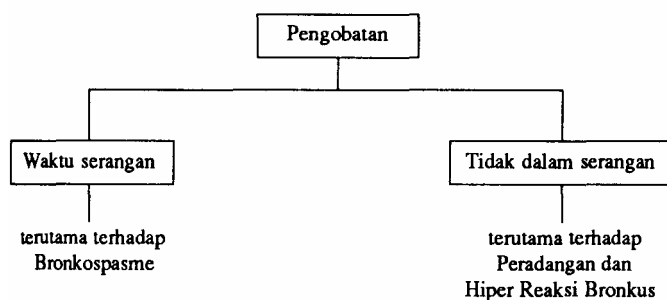 Pengobatan
Waktu serangan
Tidak dalam serangan
terutama terhadap
Bronkospasme
terutama terhadap
Peradangan dan
Hiper Reaksi Bronkus